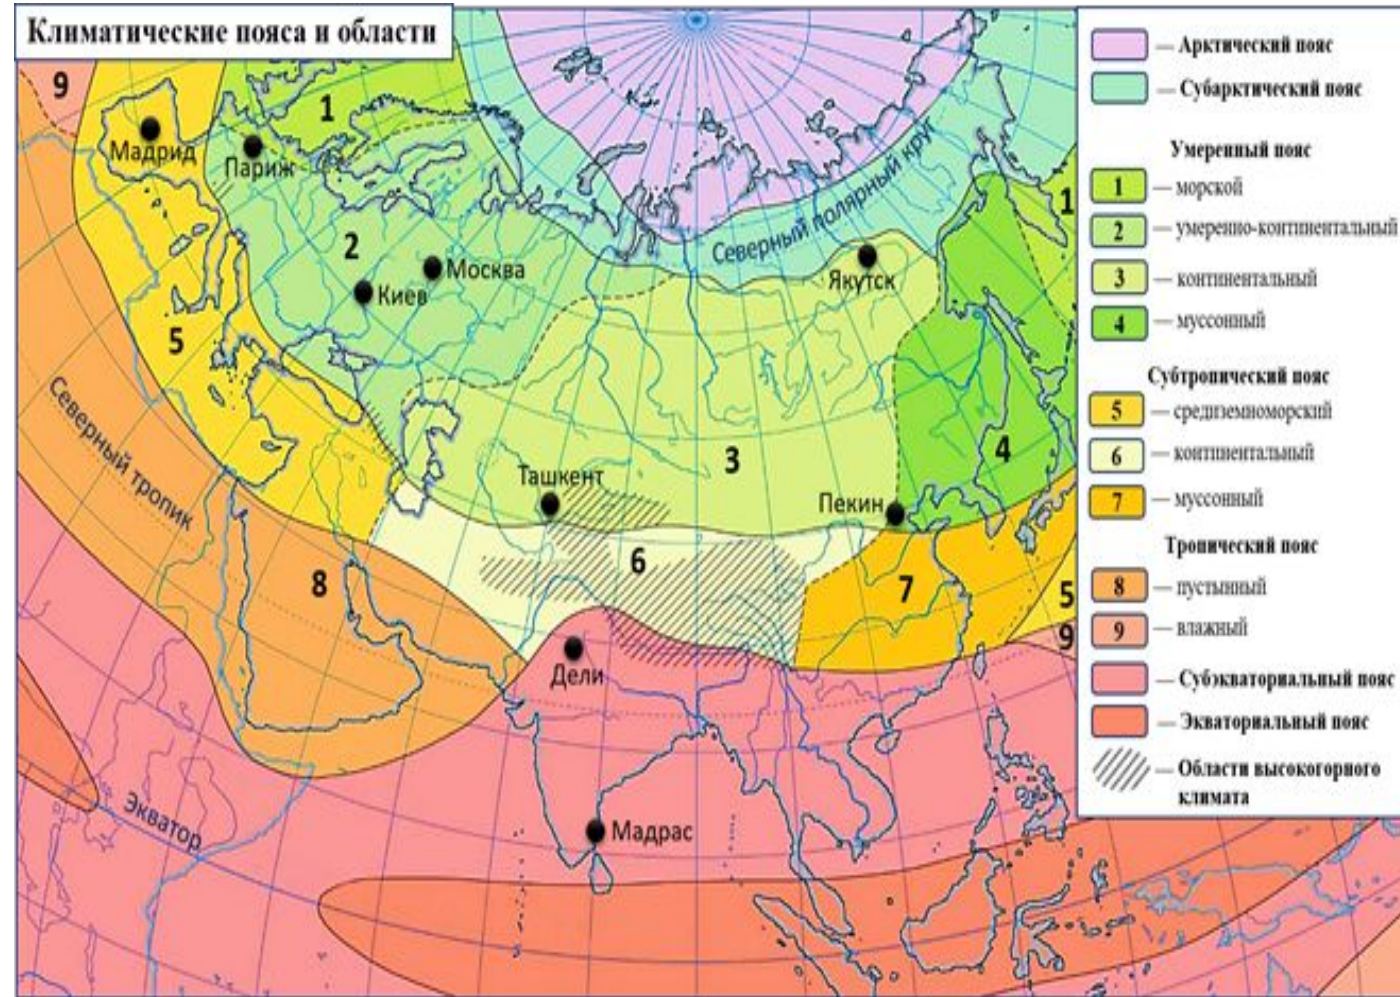 Климатические пояса и области
9
1
Мадрид
Париж
2
Москва
Киев
5
Северный полярный круг
Якутск
1
3
4
Северный тропик
Ташкент
Пекин
6
7
5
9
8
Дели
Экватор
Мадрас
— Арктический пояс
— Субарктический пояс
Умеренный пояс
1 — морской
2 — умеренно-континентальный
3 — континентальный
4 — муссонный
Субтропический пояс
5 — средиземноморский
6 — континентальный
7 — муссонный
Тропический пояс
8 — пустынный
9 — влажный
— Субэкваториальный пояс
— Экваториальный пояс
— Области высокогорного
климата